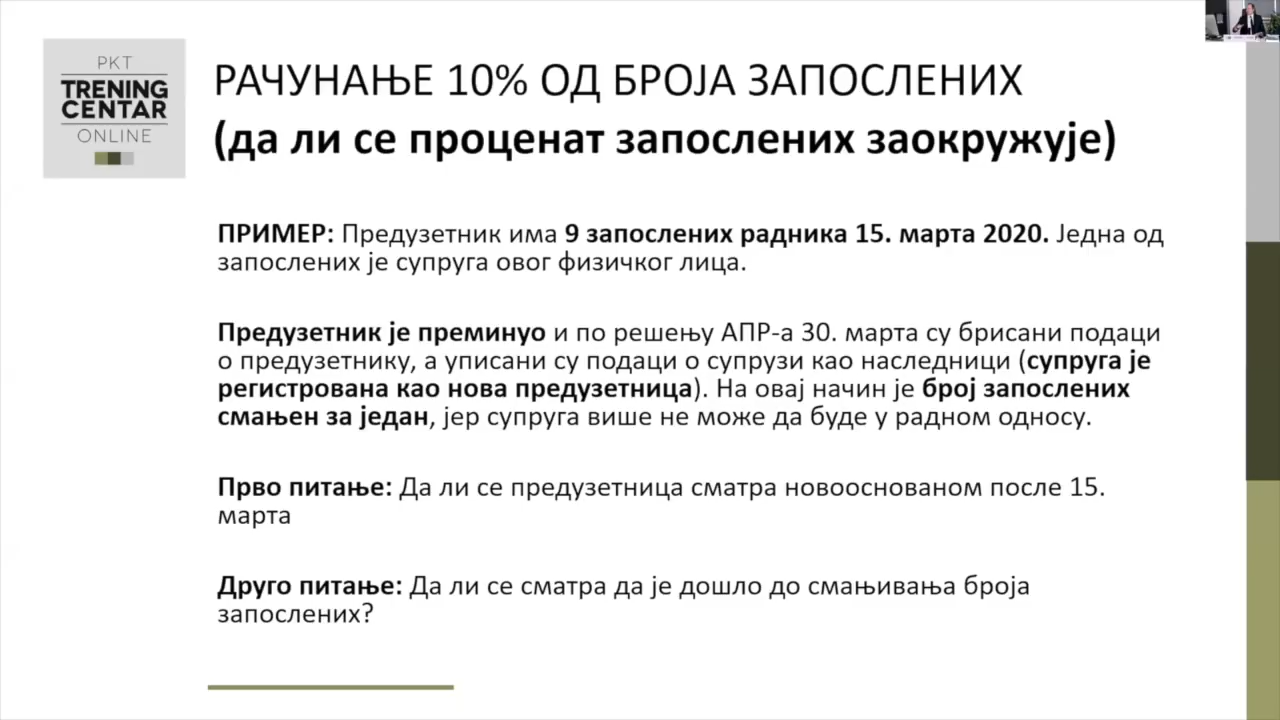 PKT
TRENING
CENTAR
ONLINE
РАЧУНАЊЕ 10% ОД БРОЈА ЗАПОСЛЕНИХ
(да ли се проценат запослених заокружује)
ПРИМЕР: Предузетник има 9 запослених радника 15. марта 2020. Једна од
запослених је супруга овог физичког лица.
Предузетник је преминуо и по решењу АПР-а 30. марта су брисани подаци
о предузетнику, а уписани су подаци о супрузи као наследници (супруга је
регистрована као нова предузетница). На овај начин је број запослених
смањен за један, јер супруга више не може да буде у радном односу.
Прво питање: Да ли се предузетница сматра новооснованом после 15.
марта
Друго питање: Да ли се сматра да је дошло до смањивања броја
запослених?